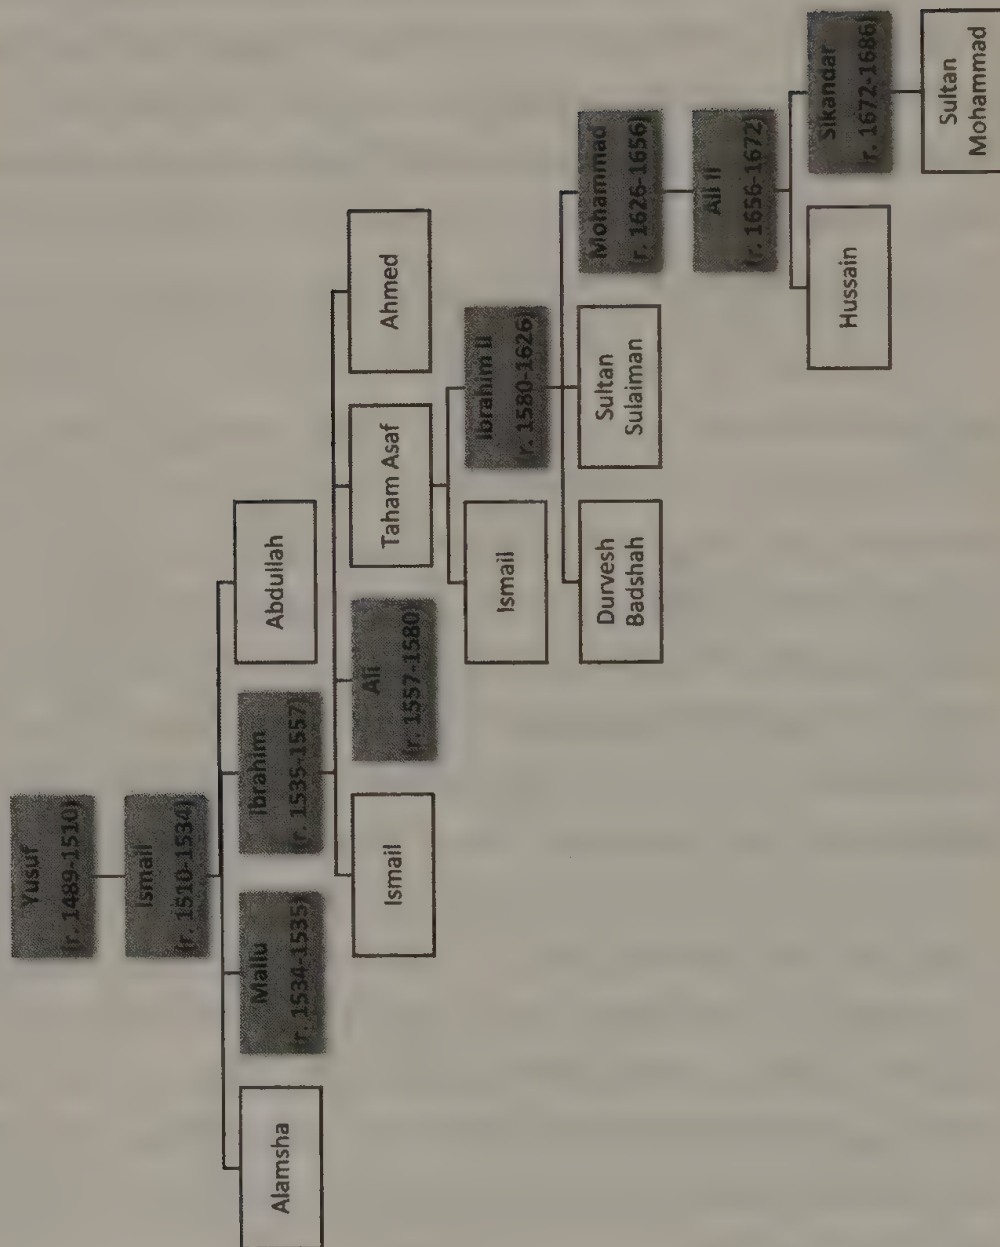 Yusuf
(r. 1489-1510)
Ismail
(r. 1510-1534)
Alamsha
Mallu
(r. 1534-1535)
Ibrahim
(r. 1535-1557)
Abdullah
Ismail
Ali
(r. 1557-1580)
Taham Asaf
Ahmed
Ismail
Ibrahim II
(r. 1580-1626)
Durvesh
Badshah
Sultan
Sulaiman
Mohammad
(r. 1626-1656)
Ali II
(r. 1656-1672)
Hussain
Sikandar
(r. 1672-1686)
Sultan
Mohammad